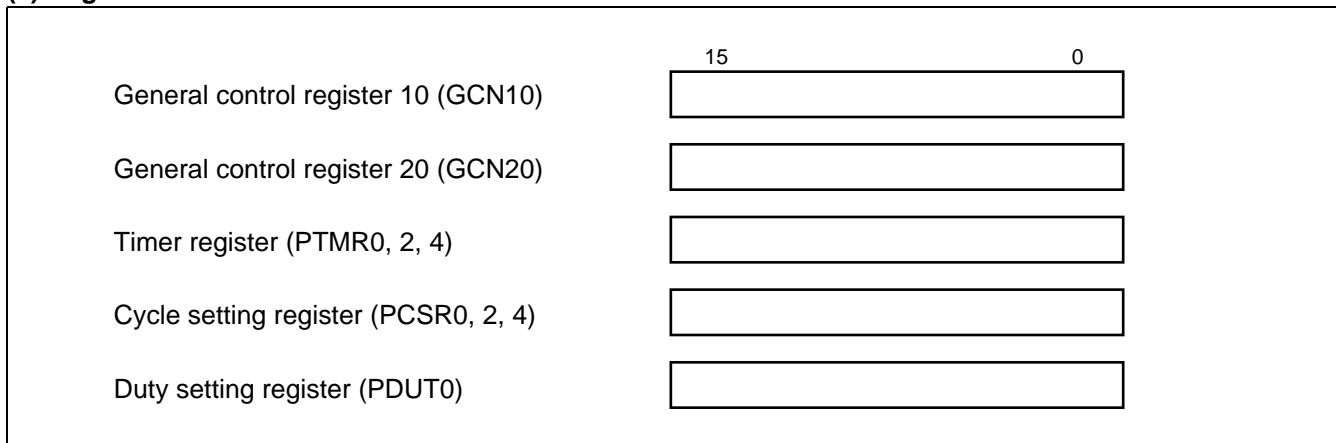 15 0
General control register 10 (GCN10)
General control register 20 (GCN20)
Timer register (PTMR0, 2, 4)
Cycle setting register (PCSR0, 2, 4)
Duty setting register (PDUT0)